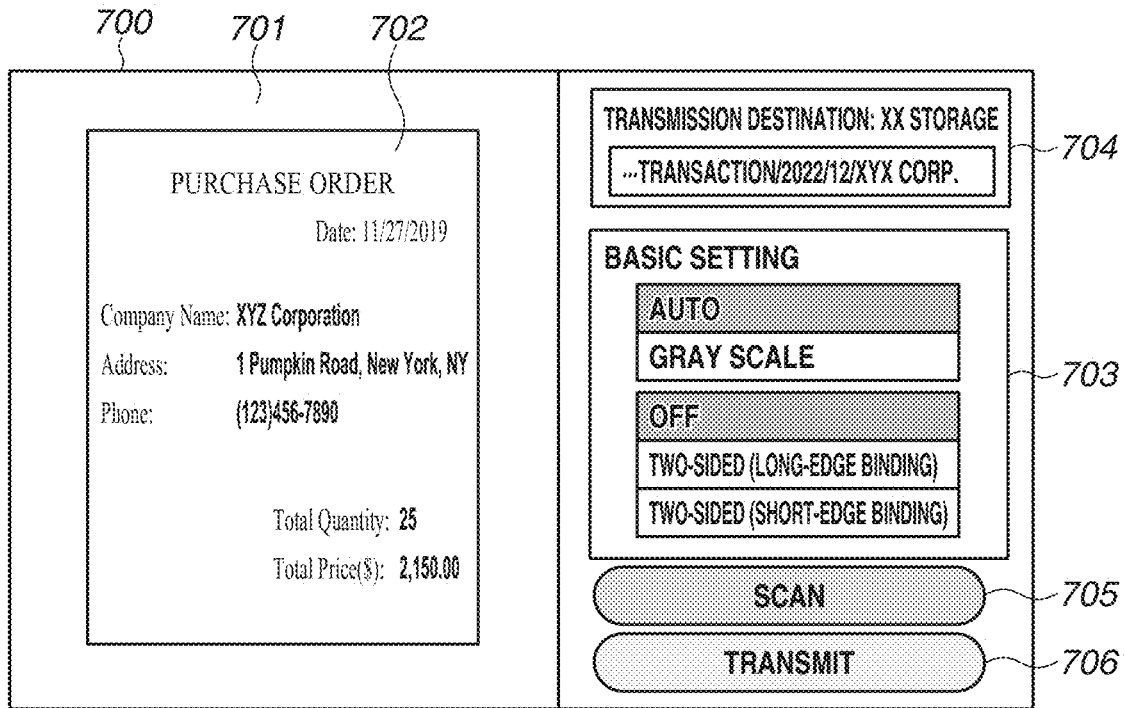 700
701
702
PURCHASE ORDER
Date: 11/27/2019
Company Name: XYZ Corporation
Address: 1 Pumpkin Road, New York, NY
Phone: (123)456-7890
Total Quantity: 25
Total Price($): 2,150.00
TRANSMISSION DESTINATION: XX STORAGE
...TRANSACTION/2022/12/XYX CORP.
704
BASIC SETTING
AUTO
GRAY SCALE
703
OFF
TWO-SIDED (LONG-EDGE BINDING)
TWO-SIDED (SHORT-EDGE BINDING)
SCAN
705
TRANSMIT
706